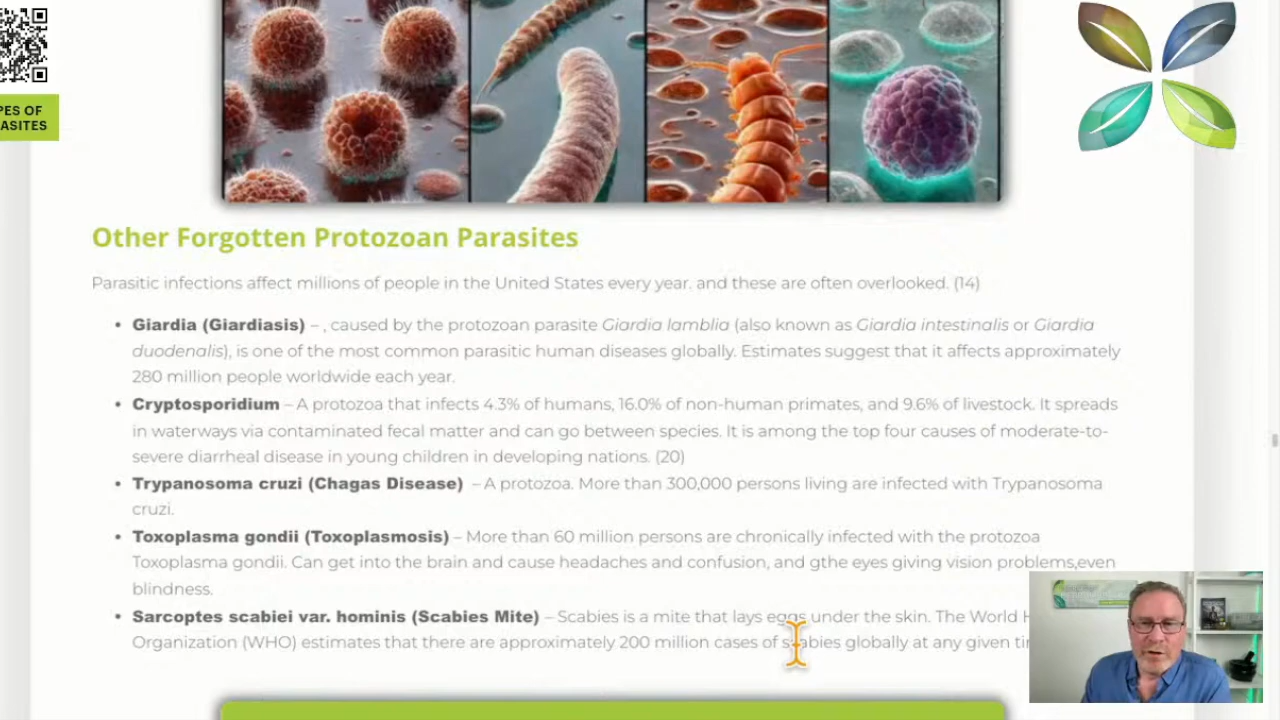 PES OF
ASITES
Other Forgotten Protozoan Parasites
Parasitic infections affect millions of people in the United States every year. and these are often overlooked. (14)
• Giardia (Giardiasis) – , caused by the protozoan parasite Giardia lamblia (also known as Giardia intestinalis or Giardia
duodenalis), is one of the most common parasitic human diseases globally. Estimates suggest that it affects approximately
280 million people worldwide each year.
• Cryptosporidium – A protozoa that infects 4.3% of humans, 16.0% of non-human primates, and 9.6% of livestock. It spreads
in waterways via contaminated fecal matter and can go between species. It is among the top four causes of moderate-to-
severe diarrheal disease in young children in developing nations. (20)
• Trypanosoma cruzi (Chagas Disease) – A protozoa. More than 300,000 persons living are infected with Trypanosoma
cruzi.
• Toxoplasma gondii (Toxoplasmosis) – More than 60 million persons are chronically infected with the protozoa
Toxoplasma gondii. Can get into the brain and cause headaches and confusion, and gthe eyes giving vision problems,even
blindness.
• Sarcoptes scabiei var. hominis (Scabies Mite) – Scabies is a mite that lays eggs under the skin. The World H
Organization (WHO) estimates that there are approximately 200 million cases of scabies globally at any given ti